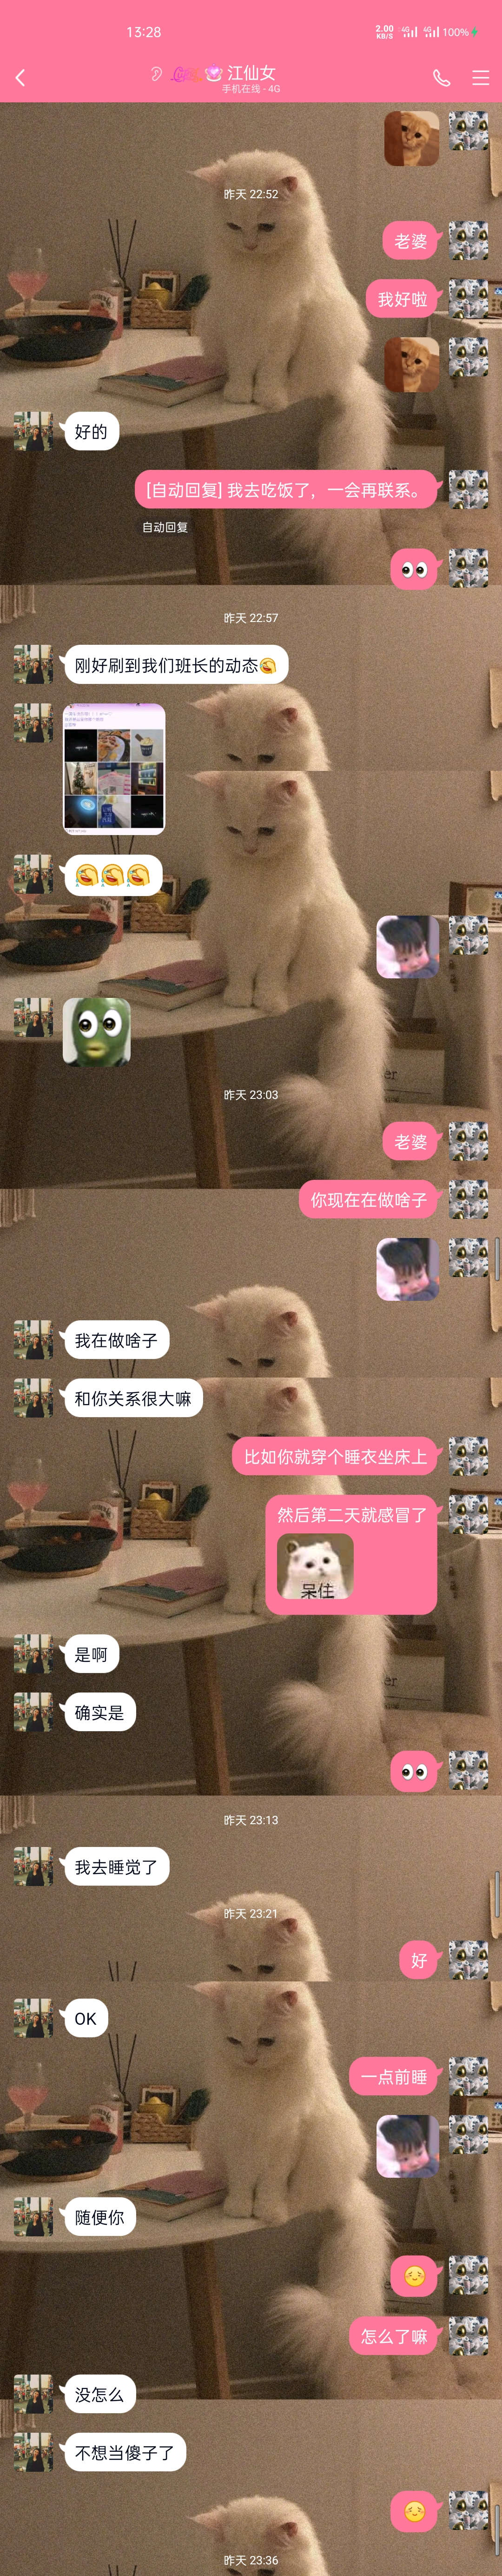 13:28
2.00
KB/S
4G
4G
100%
江仙女
手机在线 - 4G
昨天 22:52
老婆
我好啦
好的
[自动回复] 我去吃饭了，一会再联系。
自动回复
昨天 22:57
刚好刷到我们班长的动态
昨天 23:03
老婆
你现在在做啥子
我在做啥子
和你关系很大嘛
比如你就穿个睡衣坐床上
然后第二天就感冒了
呆住
是啊
确实是
昨天 23:13
我去睡觉了
昨天 23:21
好
OK
一点前睡
随便你
怎么了嘛
没怎么
不想当傻子了
昨天 23:36